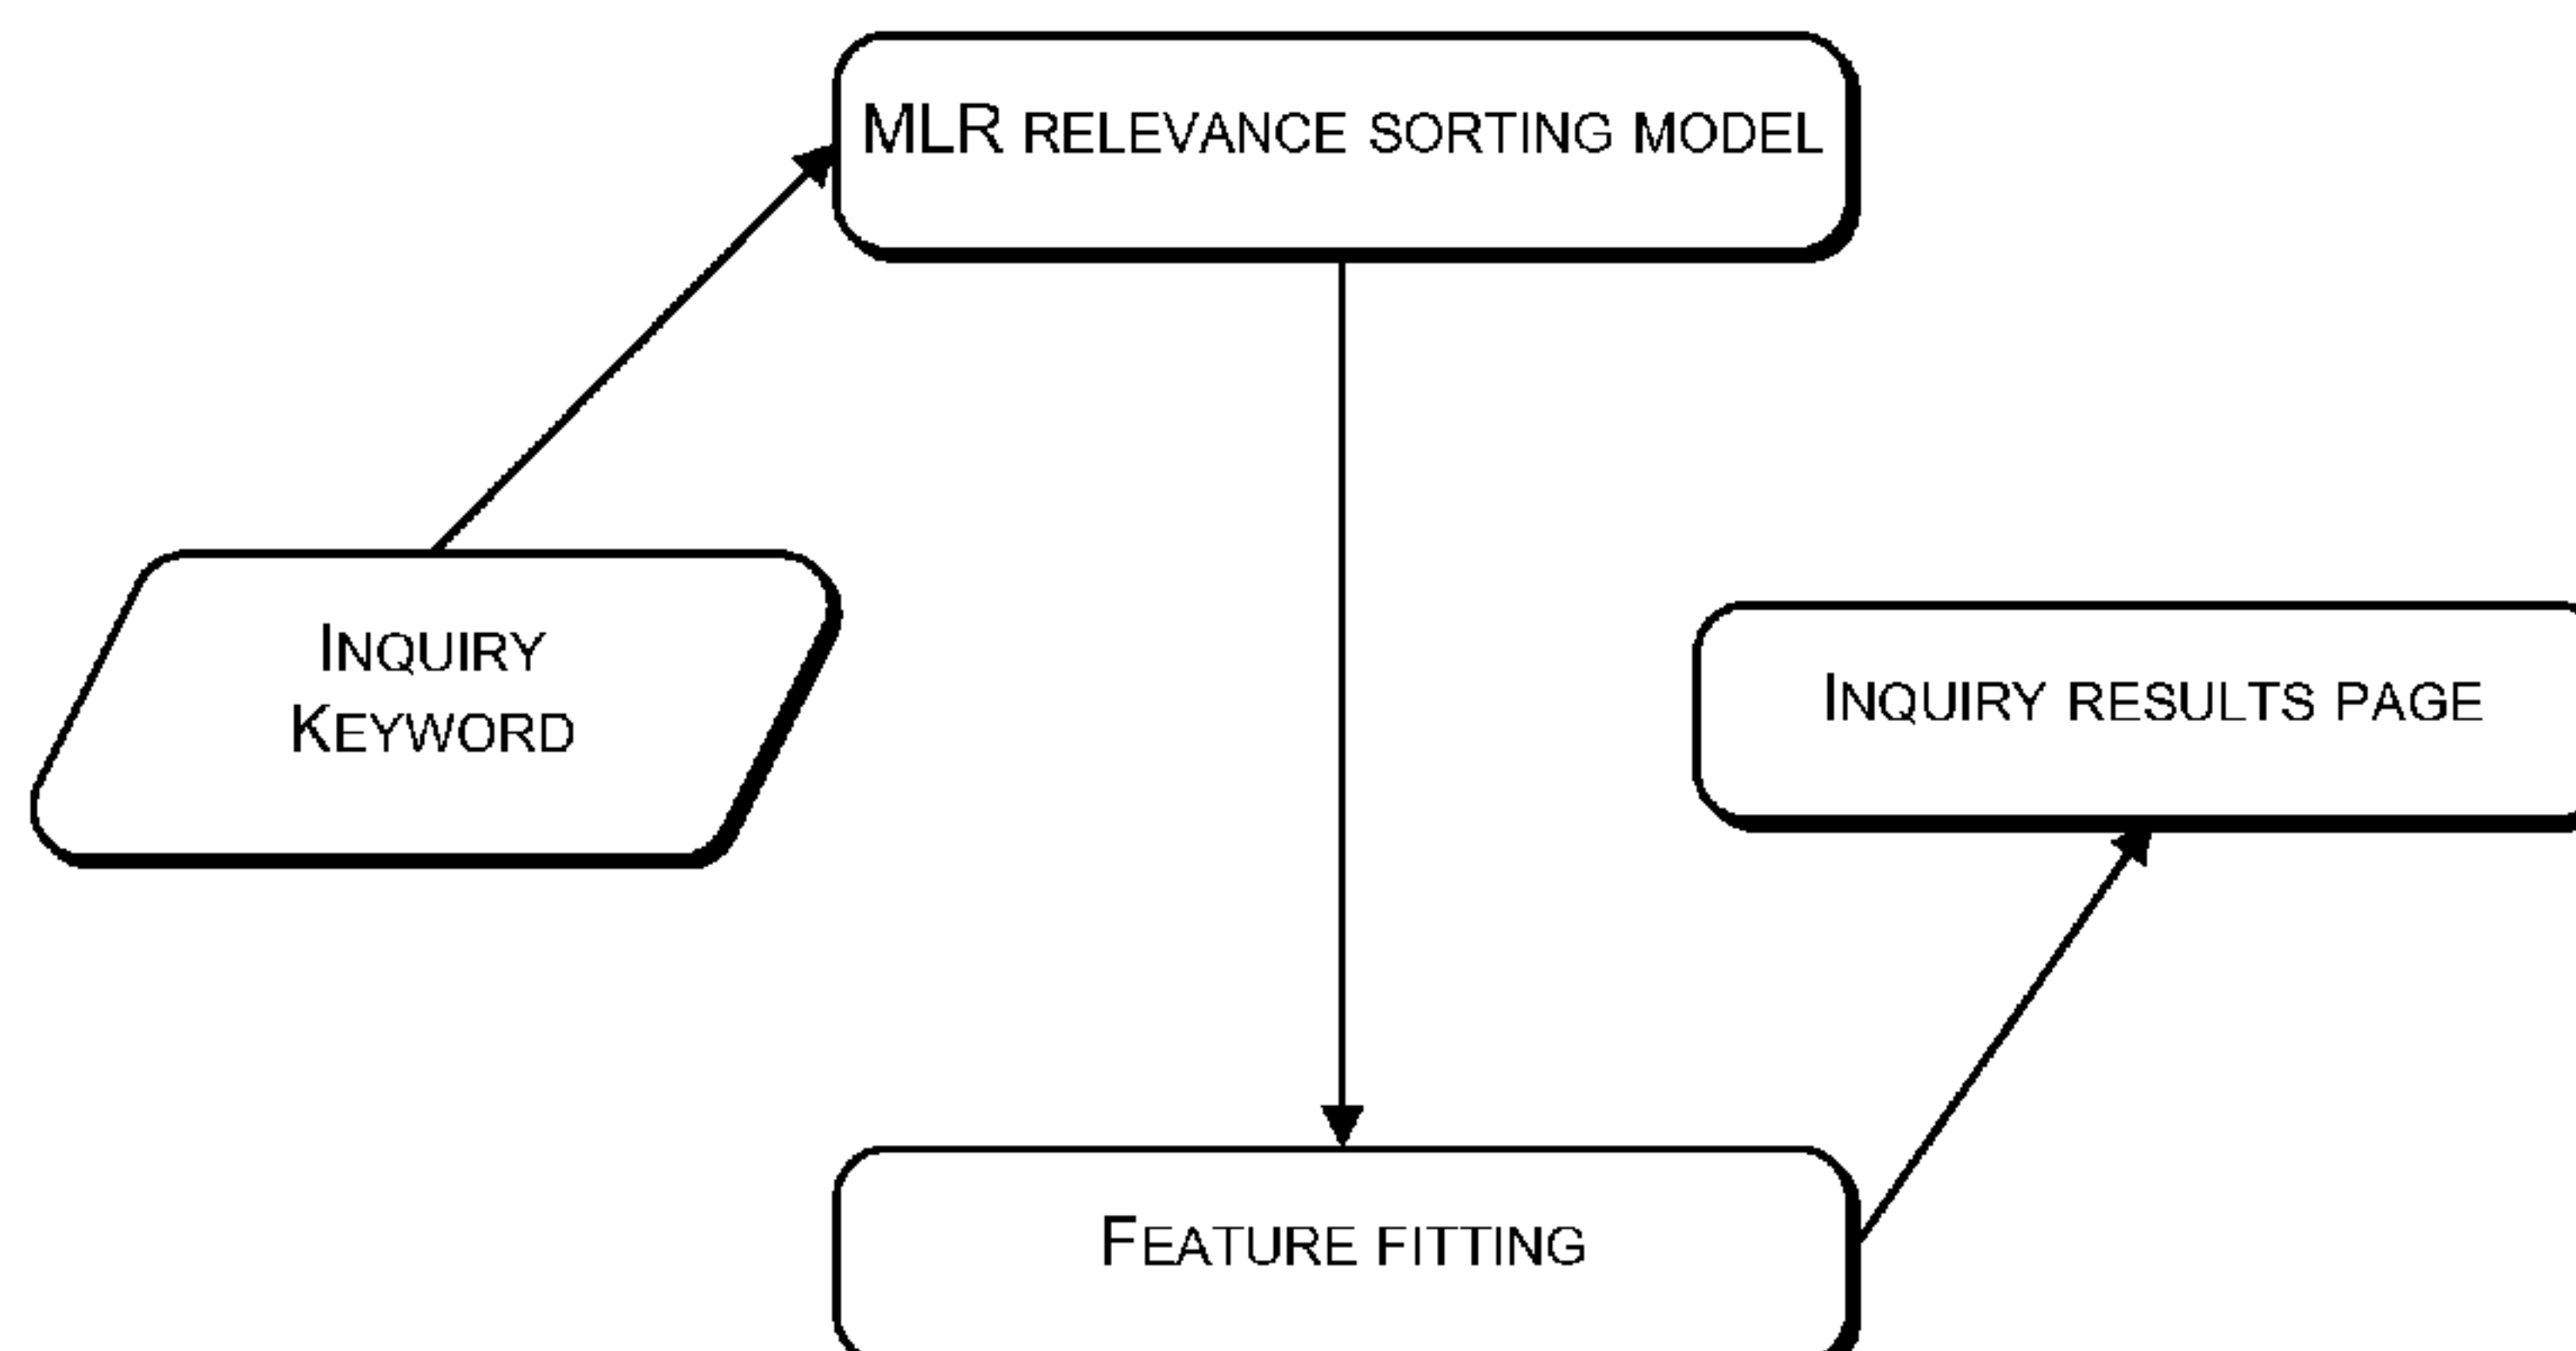 MLR RELEVANCE SORTING MODEL
INQUIRY
KEYWORD
INQUIRY RESULTS PAGE
FEATURE FITTING